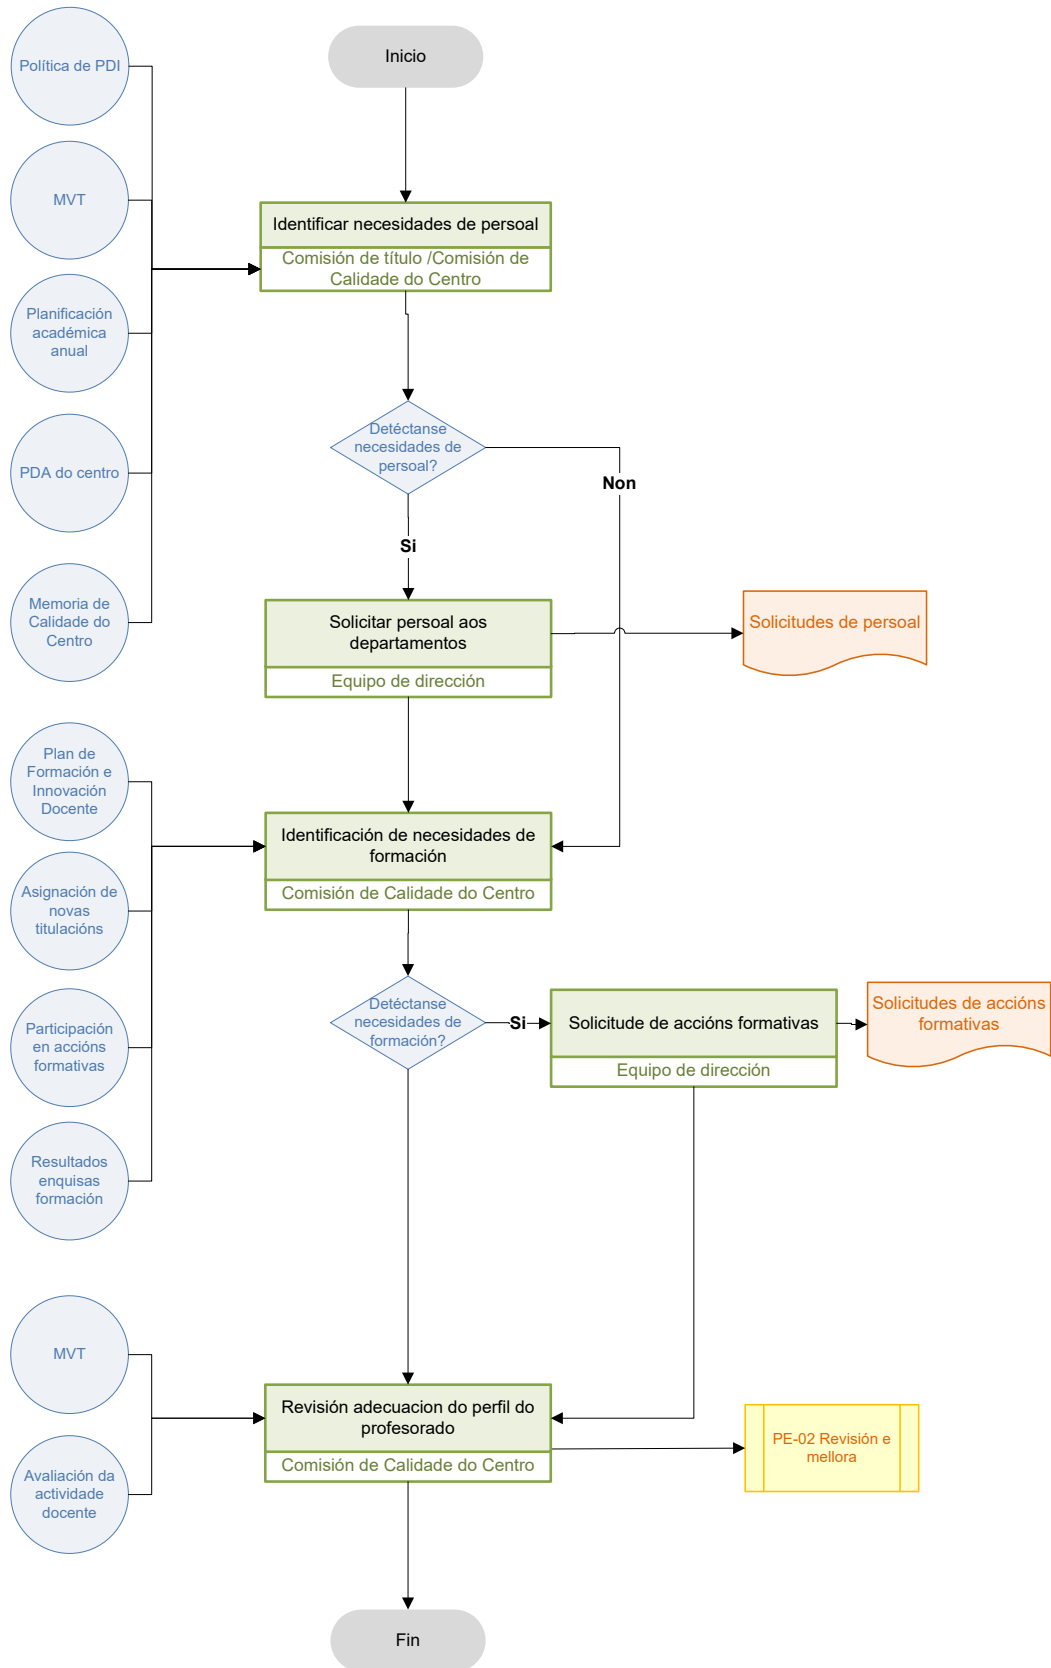 Política de PDI
Inicio
MVT
Identificar necesidades de persoal
Comisión de título /Comisión de
Calidade do Centro
Planificación
académica
anual
Detéctanse
necesidades de
persoal?
PDA do centro
Non
Si
Memoria de
Calidade do
Centro
Solicitar persoal aos
departamentos
Equipo de dirección
Solicitudes de persoal
Plan de
Formación e
Innovación
Docente
Identificación de necesidades de
formación
Comisión de Calidade do Centro
Asignación de
novas
titulacións
Detéctanse
necesidades de
formación?
Si
Solicitude de accións formativas
Equipo de dirección
Solicitudes de accións
formativas
Participación
en accións
formativas
Resultados
enquisas
formación
MVT
Revisión adecuacion do perfil do
profesorado
Comisión de Calidade do Centro
PE-02 Revisión e
mellora
Avaliación da
actividade
docente
Fin